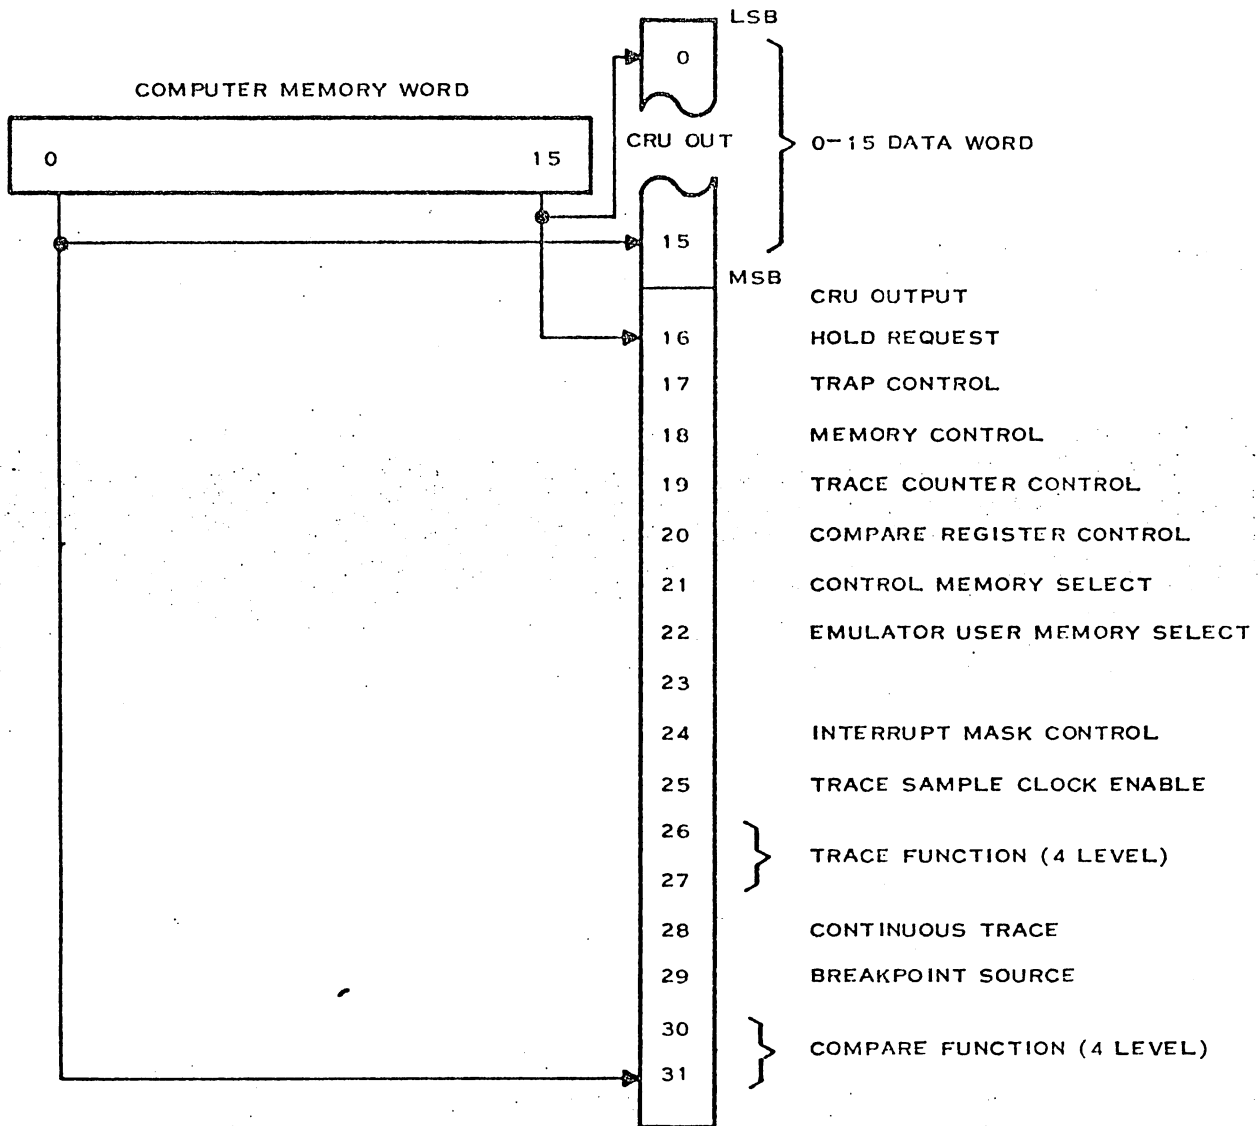 LSB
0
COMPUTER MEMORY WORD
CRU OUT
0-15 DATA WORD
0 15
15
MSB
CRU OUTPUT
16 HOLD REQUEST
17 TRAP CONTROL
18 MEMORY CONTROL
19 TRACE COUNTER CONTROL
20 COMPARE REGISTER CONTROL
21 CONTROL MEMORY SELECT
22 EMULATOR USER MEMORY SELECT
23
24 INTERRUPT MASK CONTROL
25 TRACE SAMPLE CLOCK ENABLE
26
TRACE FUNCTION (4 LEVEL)
27
28 CONTINUOUS TRACE
29 BREAKPOINT SOURCE
30
COMPARE FUNCTION (4 LEVEL)
31